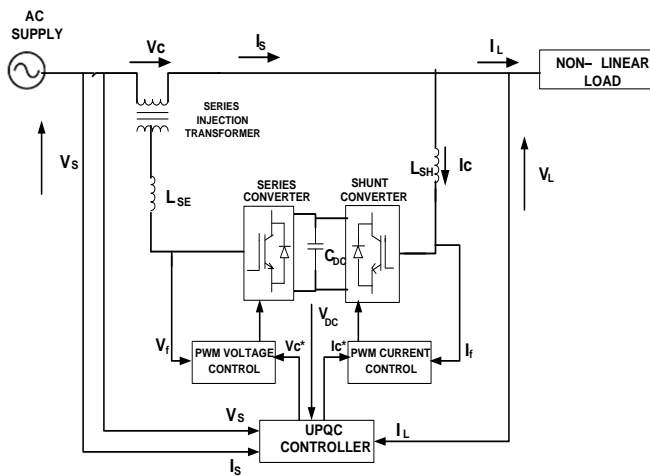 AC
SUPPLY
Vc
IS
IL
NON– LINEAR
LOAD
SERIES
INJECTION
TRANSFORMER
VS
LSE
SERIES
CONVERTER
SHUNT
CONVERTER
LSH
Ic
VL
CDC
VDC
Vf
PWM VOLTAGE
CONTROL
Vc*
Ic*
PWM CURRENT
CONTROL
If
VS
UPQC
CONTROLLER
IL
IS